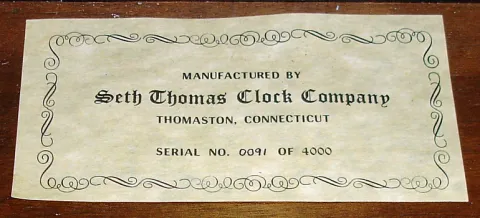 MANUFACTURED BY
Seth Thomas Clock Company
THOMASTON, CONNECTICUT
SERIAL NO. 0091 OF 4000